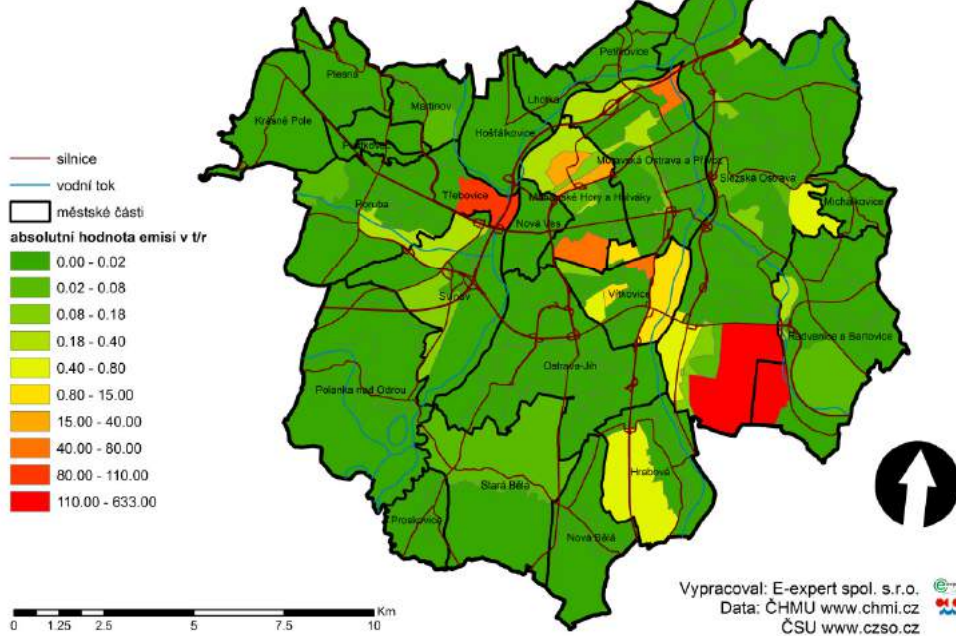 Petřkovice
Plesná
Lhotka
Martinov
Krásné Pole
Hošťálkovice
silnice
Moravská Ostrava a Přívoz
Slezská Ostrava
vodní tok
Třebovice
Mariánské Hory a Hulváky
Michálkovice
městské části
Poruba
Nová Ves
absolutní hodnota emisí v t/r
0.00 - 0.02
0.02 - 0.08
Svinov
Vítkovice
0.08 - 0.18
0.18 - 0.40
Radvanice a Bartovice
0.40 - 0.80
Ostrava-Jih
Polanka nad Odrou
0.80 - 15.00
15.00 - 40.00
40.00 - 80.00
80.00 - 110.00
Hrabová
110.00 - 633.00
Stará Bělá
Proskovice
Nová Bělá
Vypracoval: E-expert spol. s.r.o.
Km
Data: ČHMU www.chmi.cz
0 1.25 2.5 5 7.5 10
ČSU www.czso.cz